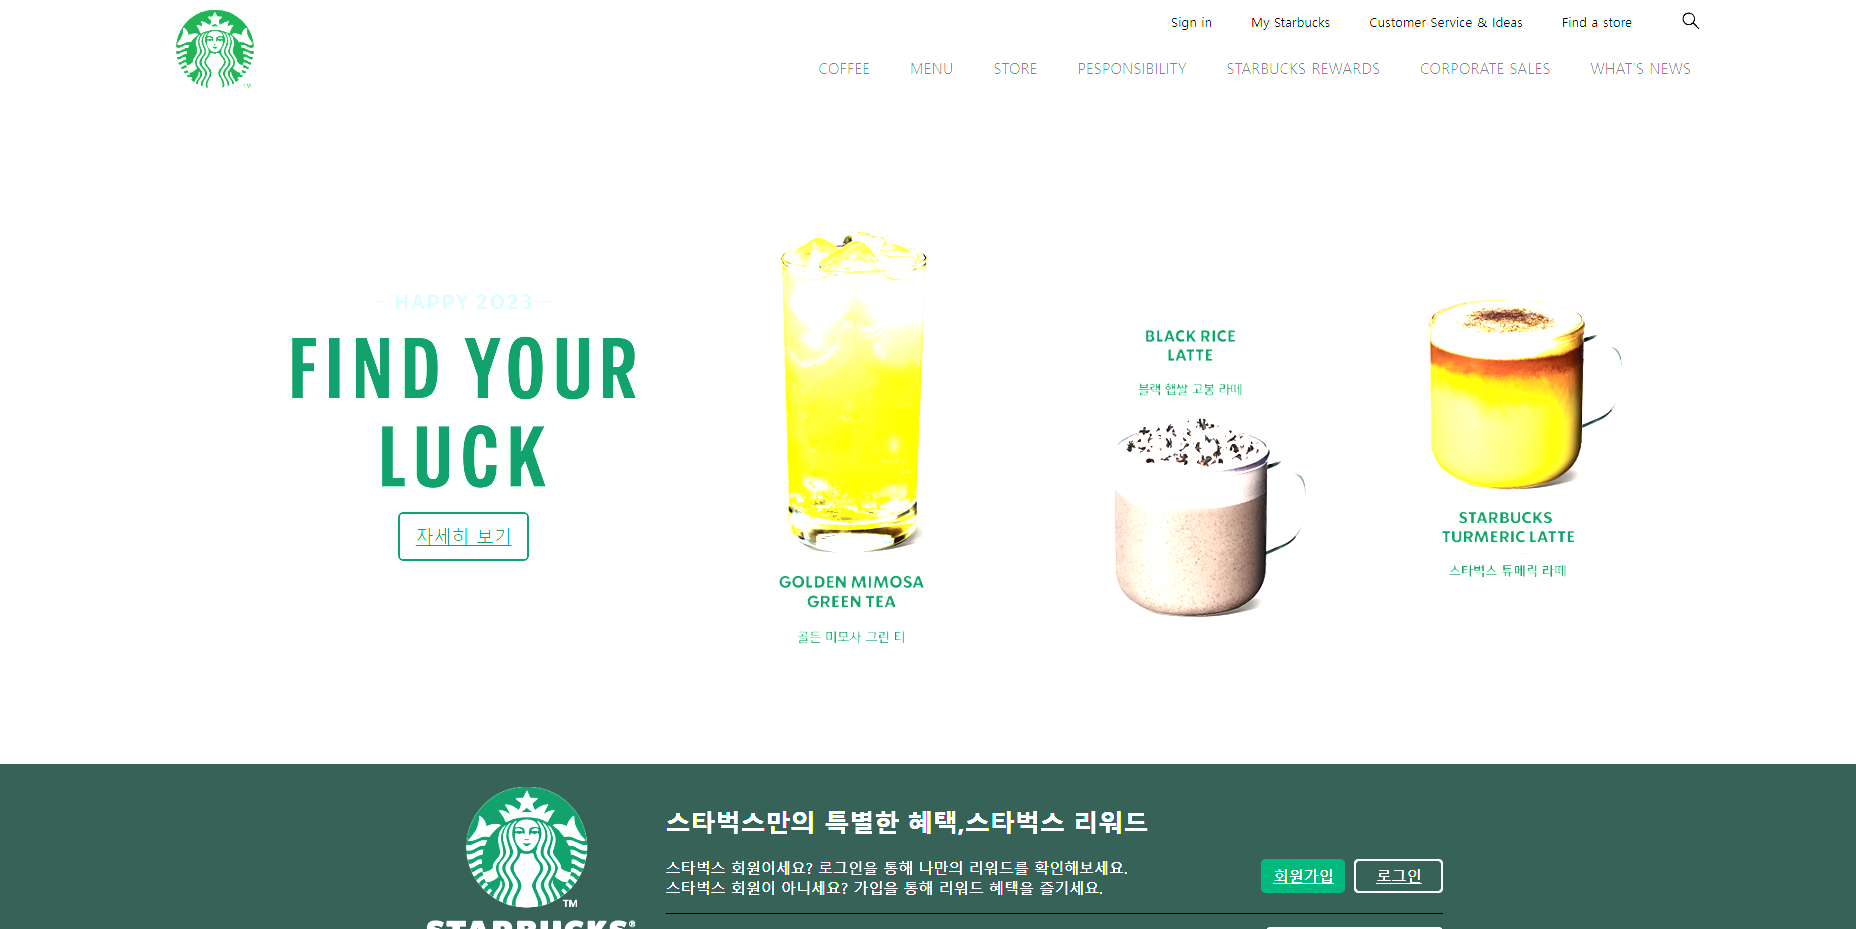 Sign in
My Starbucks
Customer Service & Ideas
Find a store
COFFEE
MENU
STORE
PESPONSIBILITY
STARBUCKS REWARDS
CORPORATE SALES
WHAT'S NEWS
TM
– HAPPY 2023 –
FIND YOUR
LUCK
자세히 보기
GOLDEN MIMOSA
GREEN TEA
골든 미모사 그린 티
BLACK RICE
LATTE
블랙 햅쌀 고봉 라떼
STARBUCKS
TURMERIC LATTE
스타벅스 튜메릭 라떼
TM
STARBUCKS®
스타벅스만의 특별한 혜택,스타벅스 리워드
스타벅스 회원이세요? 로그인을 통해 나만의 리워드를 확인해보세요.
스타벅스 회원이 아니세요? 가입을 통해 리워드 혜택을 즐기세요.
회원가입
로그인